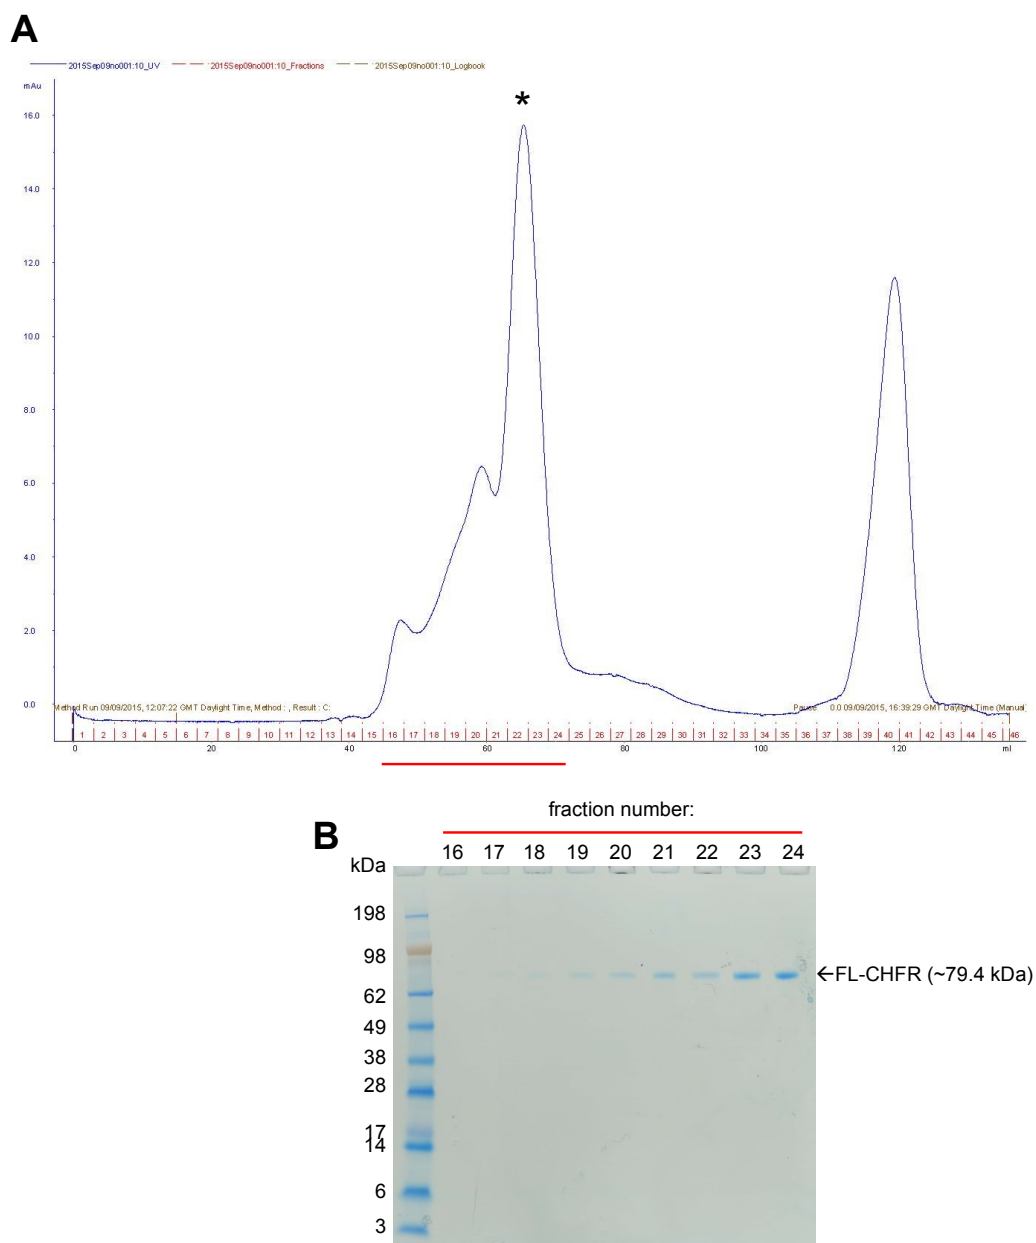 A
2015Sep09no001:10_UV 2015Sep09no001:10_Fractions 2015Sep09no001:10_Logbook
mAu
*
16.0
14.0
12.0
10.0
8.0
6.0
4.0
2.0
0.0
Method Run 09/09/2015, 12:07:22 GMT Daylight Time, Method : , Result : C: Pause 0.0 09/09/2015, 16:39:29 GMT Daylight Time (Manual)
1 2 3 4 5 6 7 8 9 10 11 12 13 14 15 16 17 18 19 20 21 22 23 24 25 26 27 28 29 30 31 32 33 34 35 36 37 38 39 40 41 42 43 44 45 46
0 20 40 60 80 100 120 ml
fraction number:
B
16 17 18 19 20 21 22 23 24
kDa
198
98
←FL-CHFR (~79.4 kDa)
62
49
38
28
17
14
6
3